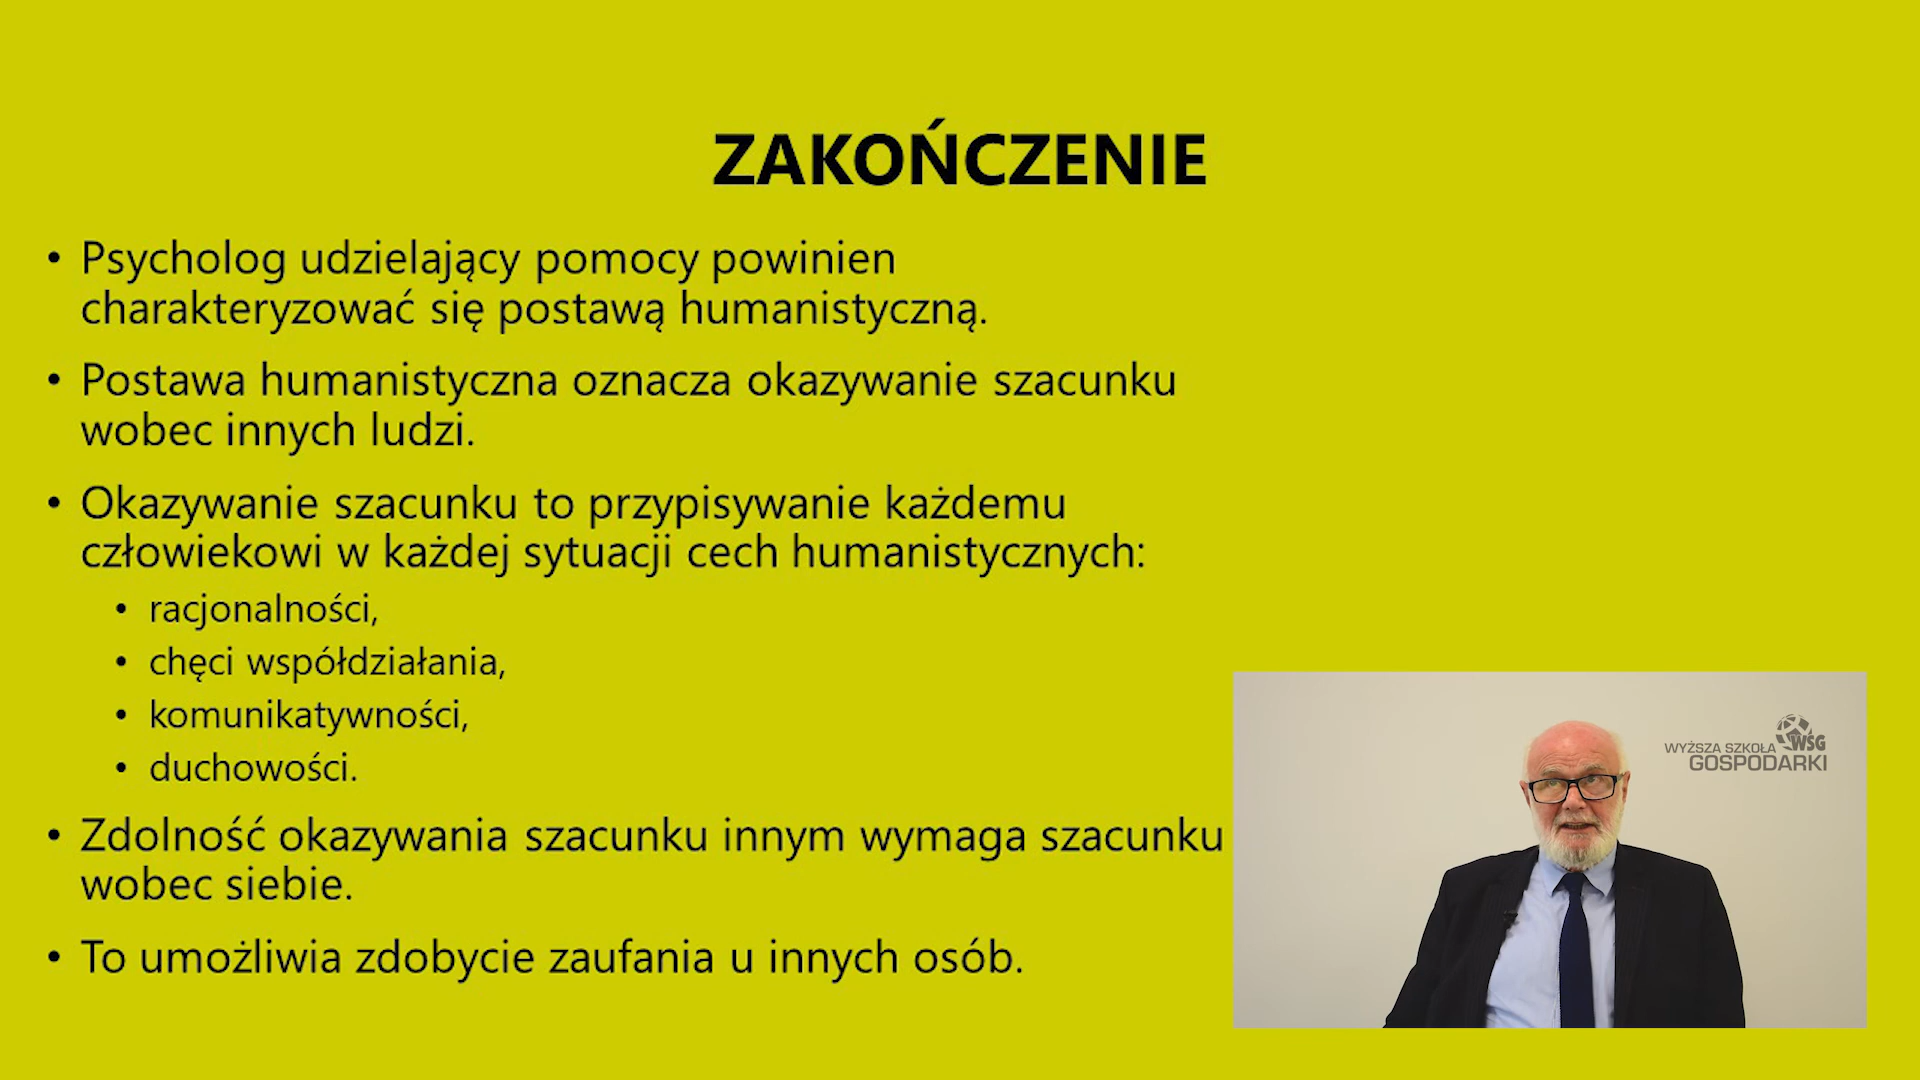 ZAKOŃCZENIE
• Psycholog udzielający pomocy powinien
charakteryzować się postawą humanistyczną.
• Postawa humanistyczna oznacza okazywanie szacunku
wobec innych ludzi.
• Okazywanie szacunku to przypisywanie każdemu
człowiekowi w każdej sytuacji cech humanistycznych:
• racjonalności,
• chęci współdziałania,
• komunikatywności,
• duchowości.
• Zdolność okazywania szacunku innym wymaga szacunku
wobec siebie.
• To umożliwia zdobycie zaufania u innych osób.
WYŻSZA SZKOŁA WSG
GOSPODARKI